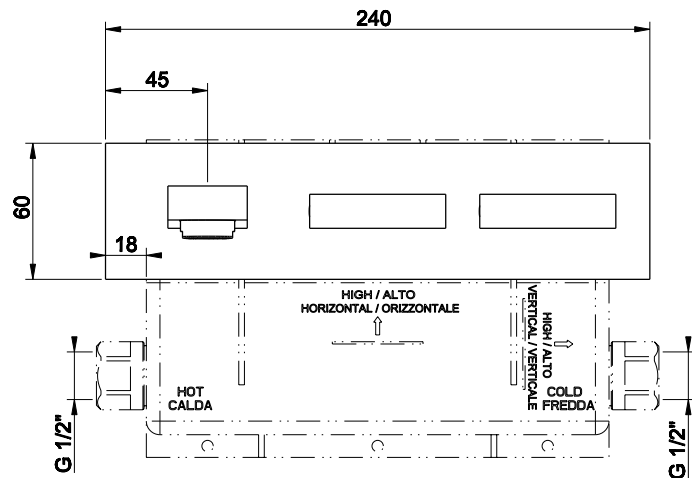 240
45
60
18
HIGH / ALTO
HORIZONTAL / ORIZZONTALE
HIGH / ALTO
VERTICAL / VERTICALE
HOT
CALDA
COLD
FREDDA
G 1/2"
G 1/2"